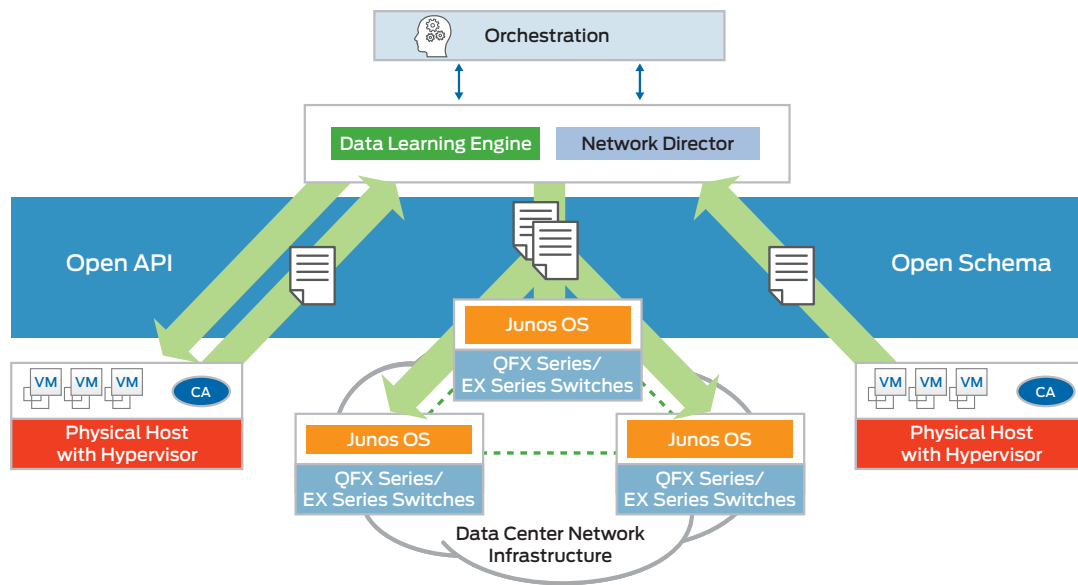 Orchestration
Data Learning Engine
Network Director
Open API
Open Schema
Junos OS
QFX Series/
EX Series Switches
VM VM VM
CA
Physical Host
with Hypervisor
Junos OS
QFX Series/
EX Series Switches
Junos OS
QFX Series/
EX Series Switches
VM VM VM
CA
Physical Host
with Hypervisor
Data Center Network
Infrastructure